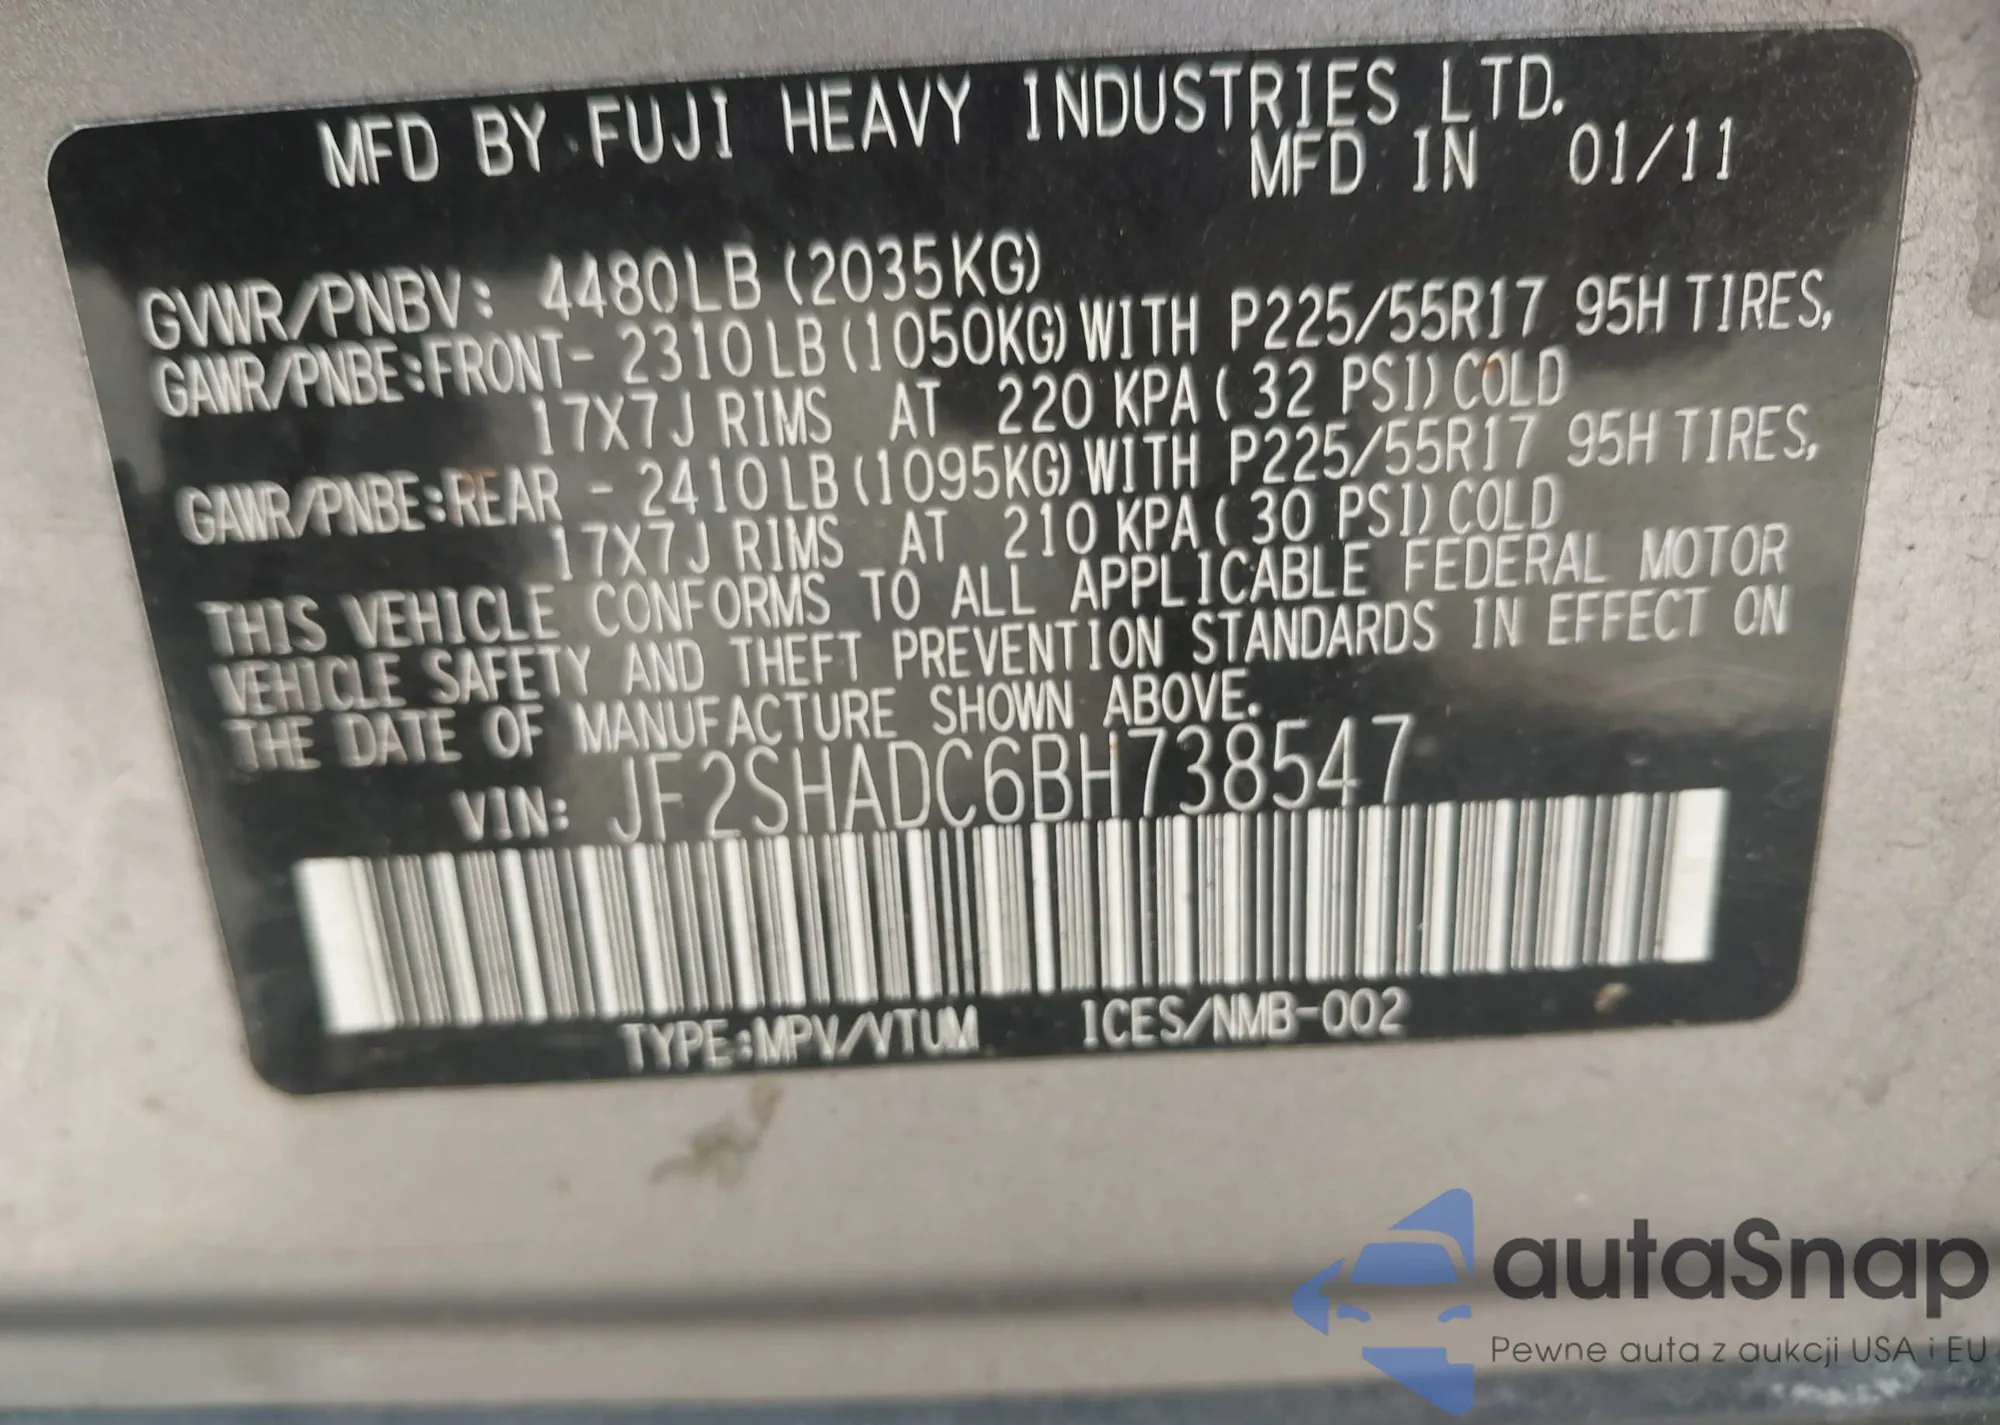 MFD BY FUJI HEAVY INDUSTRIES LTD.
MFD IN 01/11
GVWR/PNBV: 4480LB (2035KG)
GAWR/PNBE:FRONT- 2310LB (1050KG) WITH P225/55R17 95H TIRES,
17X7J RIMS AT 220 KPA ( 32 PSI) COLD
GAWR/PNBE:REAR - 2410LB (1095KG) WITH P225/55R17 95H TIRES,
17X7J RIMS AT 210 KPA ( 30 PSI) COLD
THIS VEHICLE CONFORMS TO ALL APPLICABLE FEDERAL MOTOR
VEHICLE SAFETY AND THEFT PREVENTION STANDARDS IN EFFECT ON
THE DATE OF MANUFACTURE SHOWN ABOVE.
VIN: JF2SHADC6BH738547
TYPE:MPV/VTUM ICES/NMB-002
autaSnap
Pewne auta z aukcji USA i EU